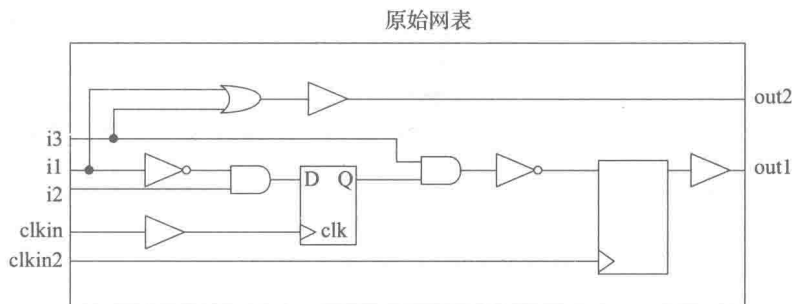 原始网表
out2
i3
i1
i2
D Q
out1
clkin
clk
clkin2